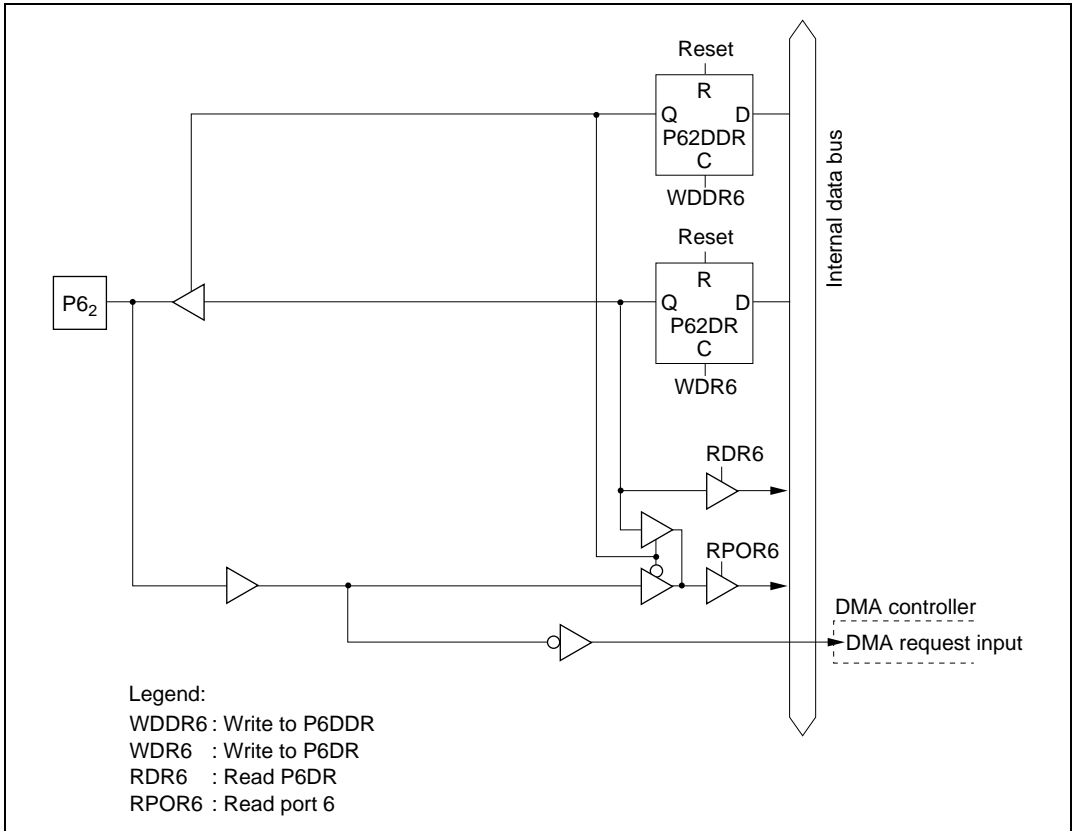 Reset
R
Q D
P62DDR
C
WDDR6
Internal data bus
Reset
R
P6₂
Q D
P62DR
C
WDR6
RDR6
RPOR6
DMA controller
DMA request input
Legend:
WDDR6 : Write to P6DDR
WDR6 : Write to P6DR
RDR6 : Read P6DR
RPOR6 : Read port 6